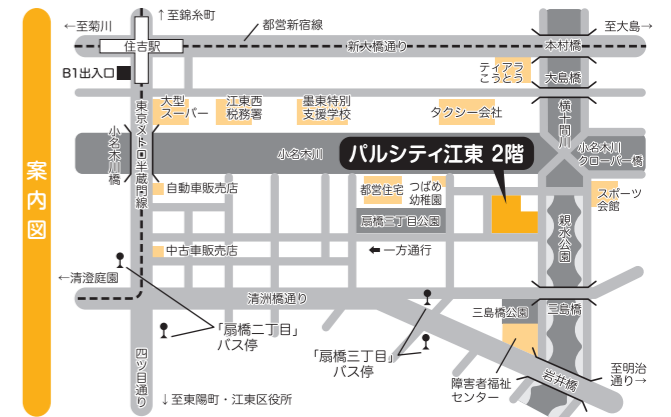 案内図
←至菊川
↑至錦糸町
都営新宿線
至大島→
住吉駅
新大橋通り
本村橋
B1出入口
ティアラ
こうとう
大島橋
大型
スーパー
江東西
税務署
墨東特別
支援学校
タクシー会社
横十間川
東京メトロ半蔵門線
小名木川橋
小名木川
パルシティ江東 2階
小名木川
クローバー橋
自動車販売店
都営住宅
つばめ
幼稚園
スポーツ
会館
扇橋三丁目公園
親水公園
中古車販売店
一方通行
←清澄庭園
清洲橋通り
三島橋公園
三島橋
「扇橋二丁目」
バス停
「扇橋三丁目」
バス停
四ツ目通り
障害者福祉
センター
岩井橋
至明治
通り→
↓至東陽町・江東区役所